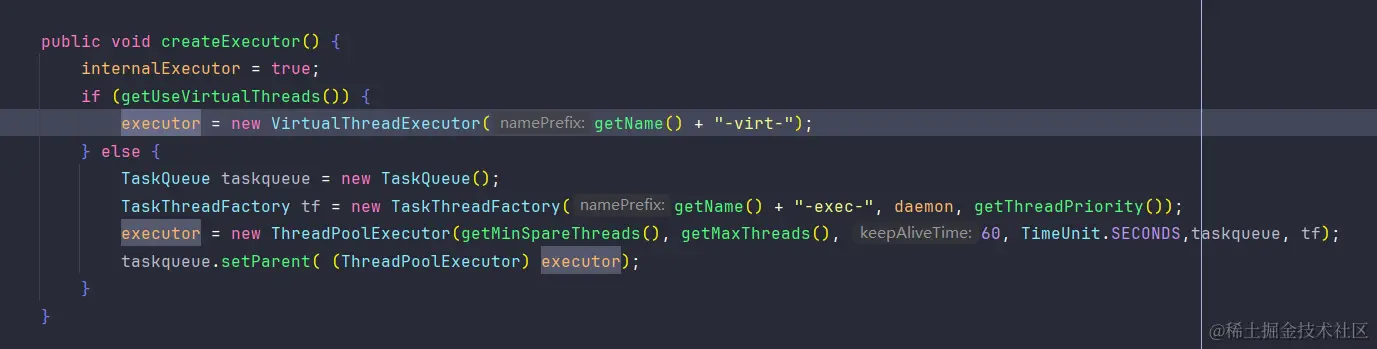 public void createExecutor() {
    internalExecutor = true;
    if (getUseVirtualThreads()) {
        executor = new VirtualThreadExecutor( namePrefix: getName() + "-virt-");
    } else {
        TaskQueue taskqueue = new TaskQueue();
        TaskThreadFactory tf = new TaskThreadFactory( namePrefix: getName() + "-exec-", daemon, getThreadPriority());
        executor = new ThreadPoolExecutor(getMinSpareThreads(), getMaxThreads(), keepAliveTime: 60, TimeUnit.SECONDS,taskqueue, tf);
        taskqueue.setParent( (ThreadPoolExecutor) executor);
    }
}
@稀土掘金技术社区